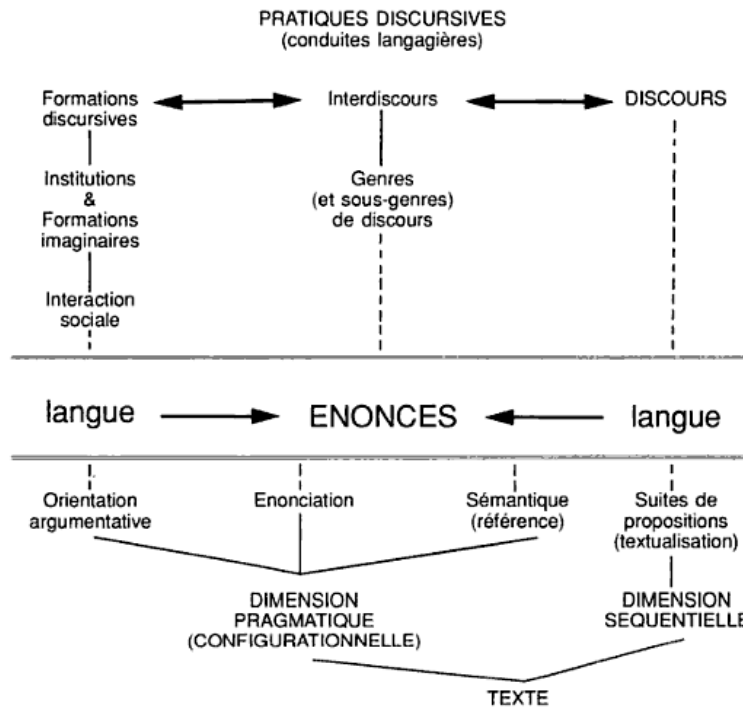 PRATIQUES DISCURSIVES
(conduites langagières)
Formations
discursives
Interdiscours
DISCOURS
Institutions
&
Formations
imaginaires
Genres
(et sous-genres)
de discours
Interaction
sociale
langue
ENONCES
langue
Orientation
argumentative
Enonciation
Sémantique
(référence)
Suites de
propositions
(textualisation)
DIMENSION
PRAGMATIQUE
(CONFIGURATIONNELLE)
DIMENSION
SEQUENTIELLE
TEXTE